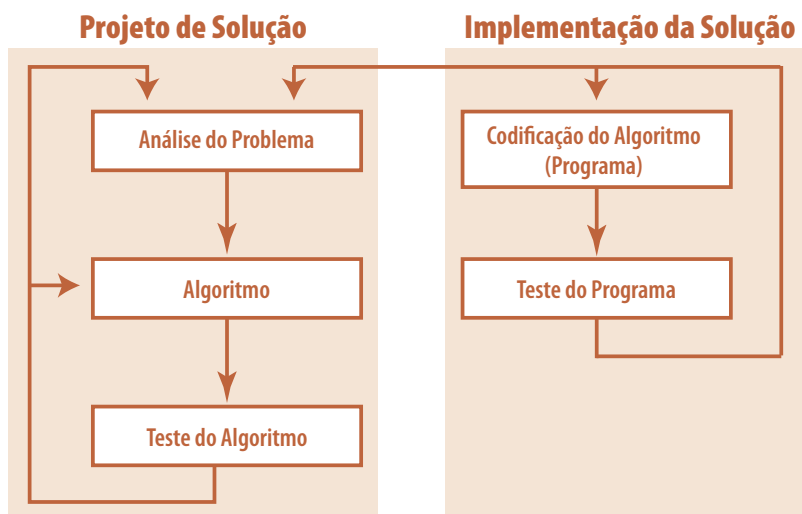 Projeto de Solução
Análise do Problema
Algoritmo
Teste do Algoritmo
Implementação da Solução
Codificação do Algoritmo
(Programa)
Teste do Programa